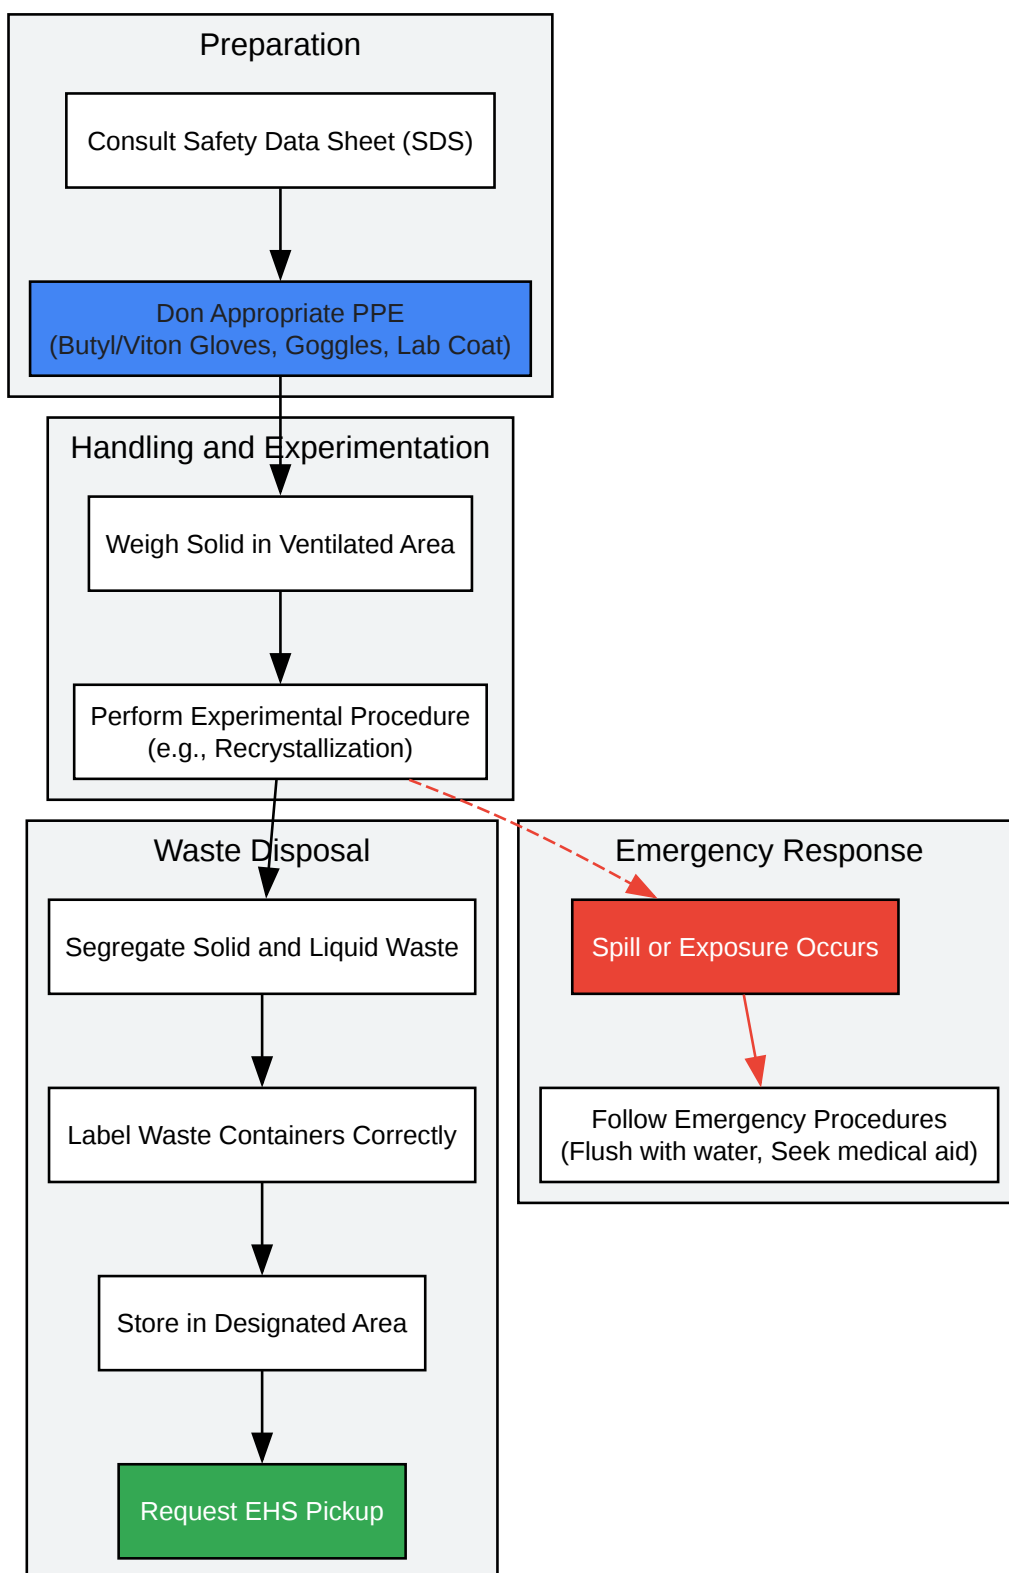 Preparation
Consult Safety Data Sheet (SDS)
Don Appropriate PPE
(Butyl/Viton Gloves, Goggles, Lab Coat)
Handling and Experimentation
Weigh Solid in Ventilated Area
Perform Experimental Procedure
(e.g., Recrystallization)
Waste Disposal
Segregate Solid and Liquid Waste
Label Waste Containers Correctly
Store in Designated Area
Request EHS Pickup
Emergency Response
Spill or Exposure Occurs
Follow Emergency Procedures
(Flush with water, Seek medical aid)